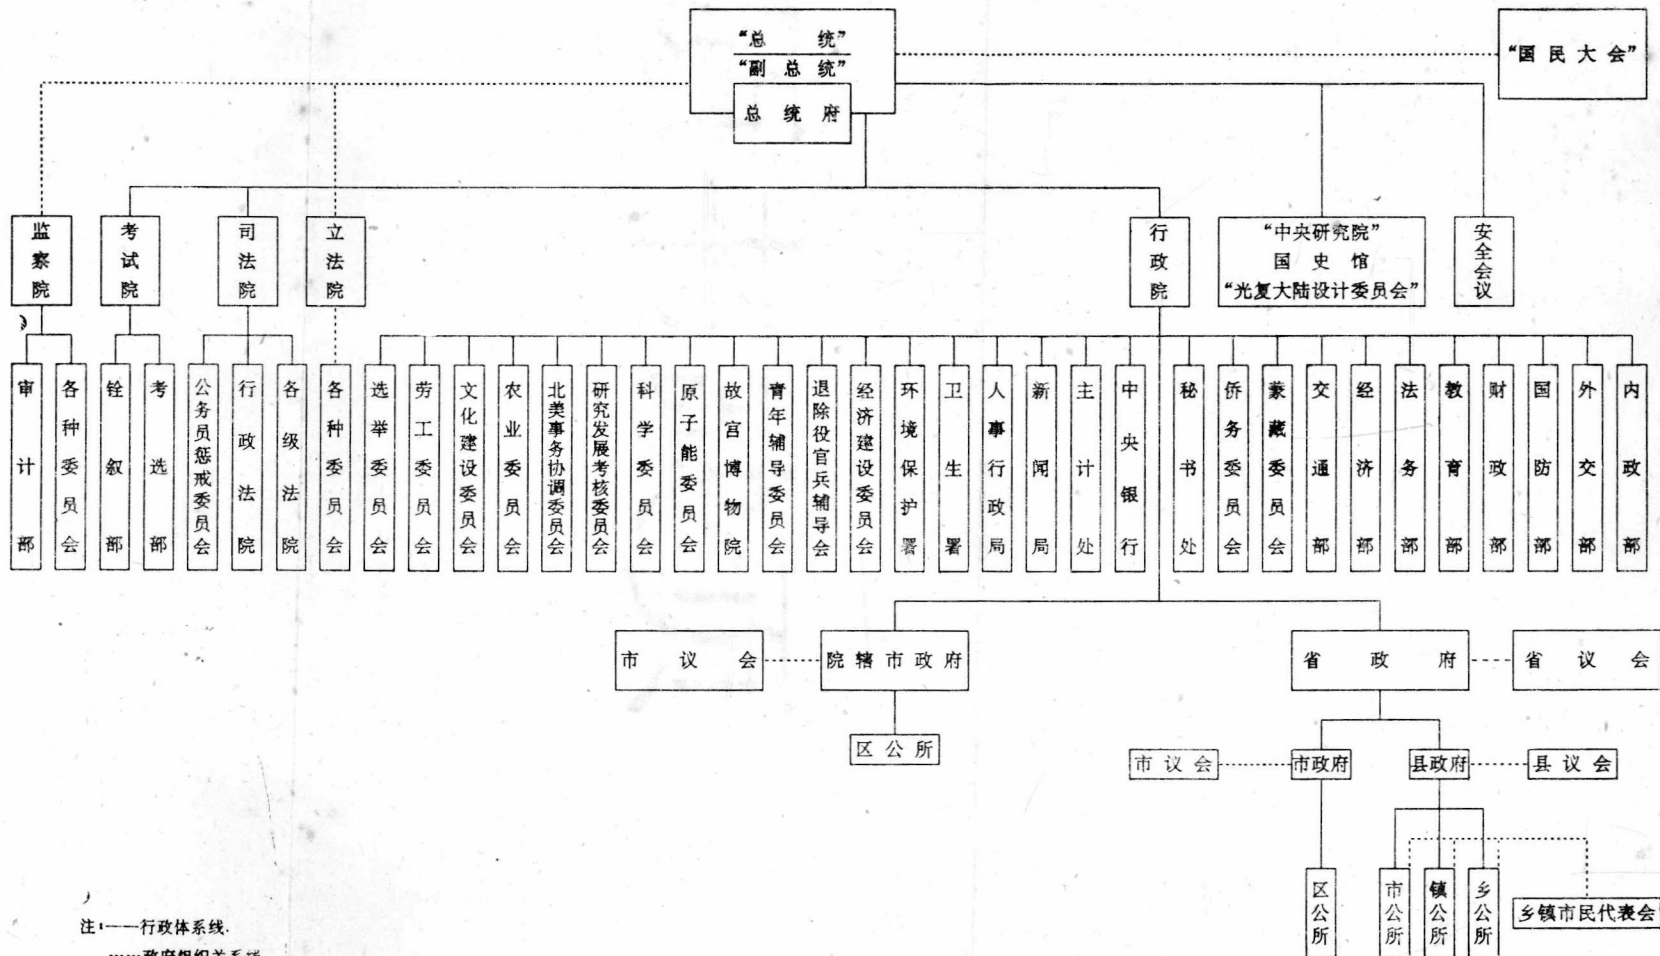 “总统”
“副总统”
总统府
“国民大会”
监察院
考试院
司法院
立法院
行政院
“中央研究院”
国史馆
“光复大陆设计委员会”
安全会议
审计部
各种委员会
铨叙部
考选部
公务员惩戒委员会
行政法院
各级法院
各种委员会
选举委员会
劳工委员会
文化建设委员会
农业委员会
北美事务协调委员会
研究发展考核委员会
科学委员会
原子能委员会
故宫博物院
青年辅导委员会
退除役官兵辅导会
经济建设委员会
环境保护署
卫生署
人事行政局
新闻局
主计处
中央银行
秘书处
侨务委员会
蒙藏委员会
交通部
经济部
法务部
教育部
财政部
国防部
外交部
内政部
市议会
院辖市政府
省政府
省议会
区公所
市议会
市政府
县政府
县议会
区公所
市公所
镇公所
乡公所
乡镇市民代表会
注:——行政体系线.
……政府组织关系线